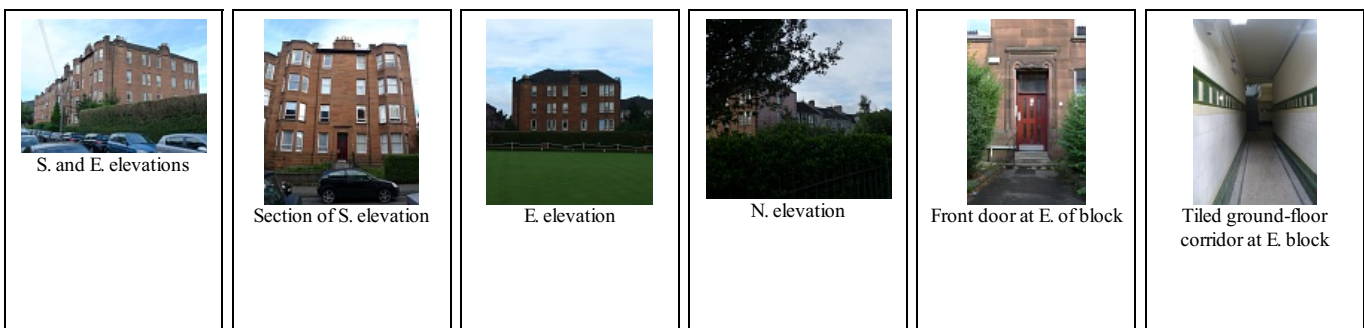 S. and E. elevations
Section of S. elevation
E. elevation
N. elevation
Front door at E. of block
Tiled ground-floor
corridor at E. block